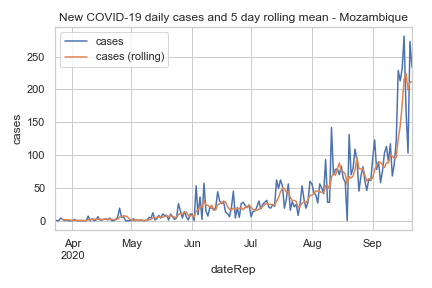 New COVID-19 daily cases and 5 day rolling mean - Mozambique
cases
cases (rolling)
250
200
150
100
50
0
cases
Apr
2020
May
Jun
Jul
Aug
Sep
dateRep